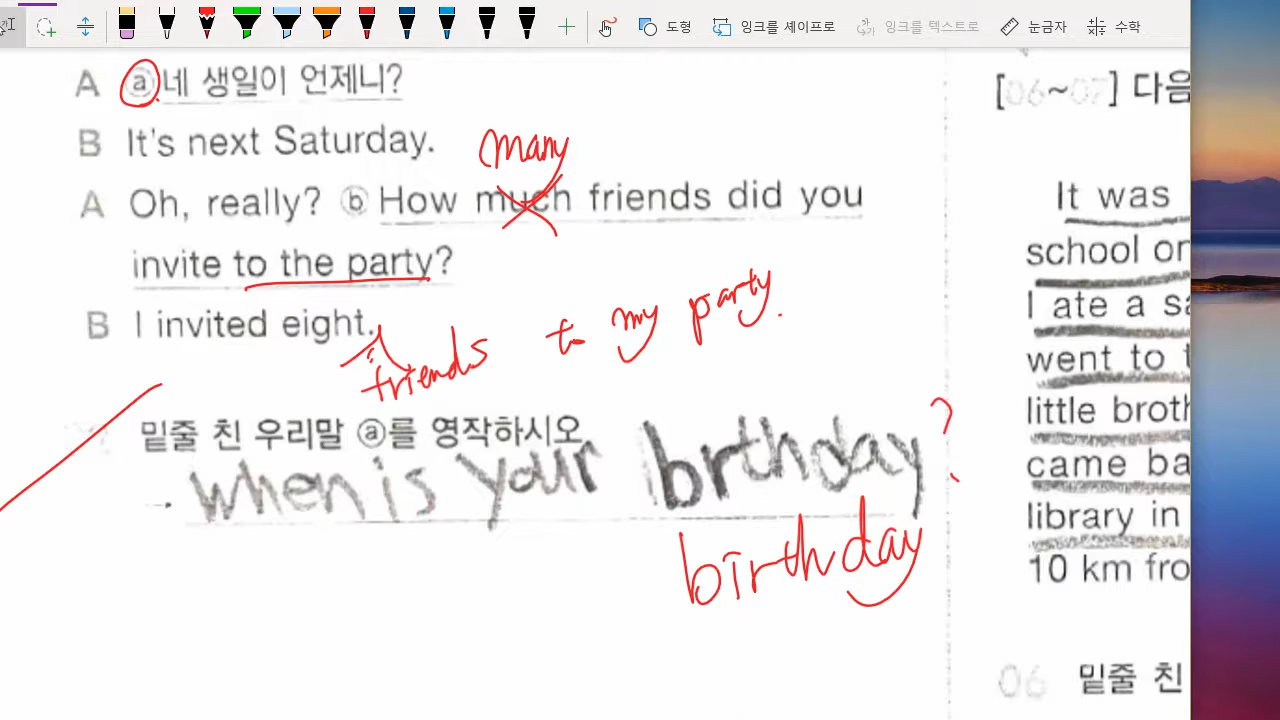 도형 잉크를 셰이프로 잉크를 텍스트로 눈금자 수학
A ⓐ네 생일이 언제니?
B It's next Saturday.
many
A Oh, really? ⓑ How much friends did you
invite to the party?
B I invited eight.
friends to my party.
밑줄 친 우리말 ⓐ를 영작하시오
when is your brthday ?
birthday
[06~07] 다음
It was
school on
I ate a sa
went to t
little broth
came ba
library in
10 km fro
06 밑줄 친